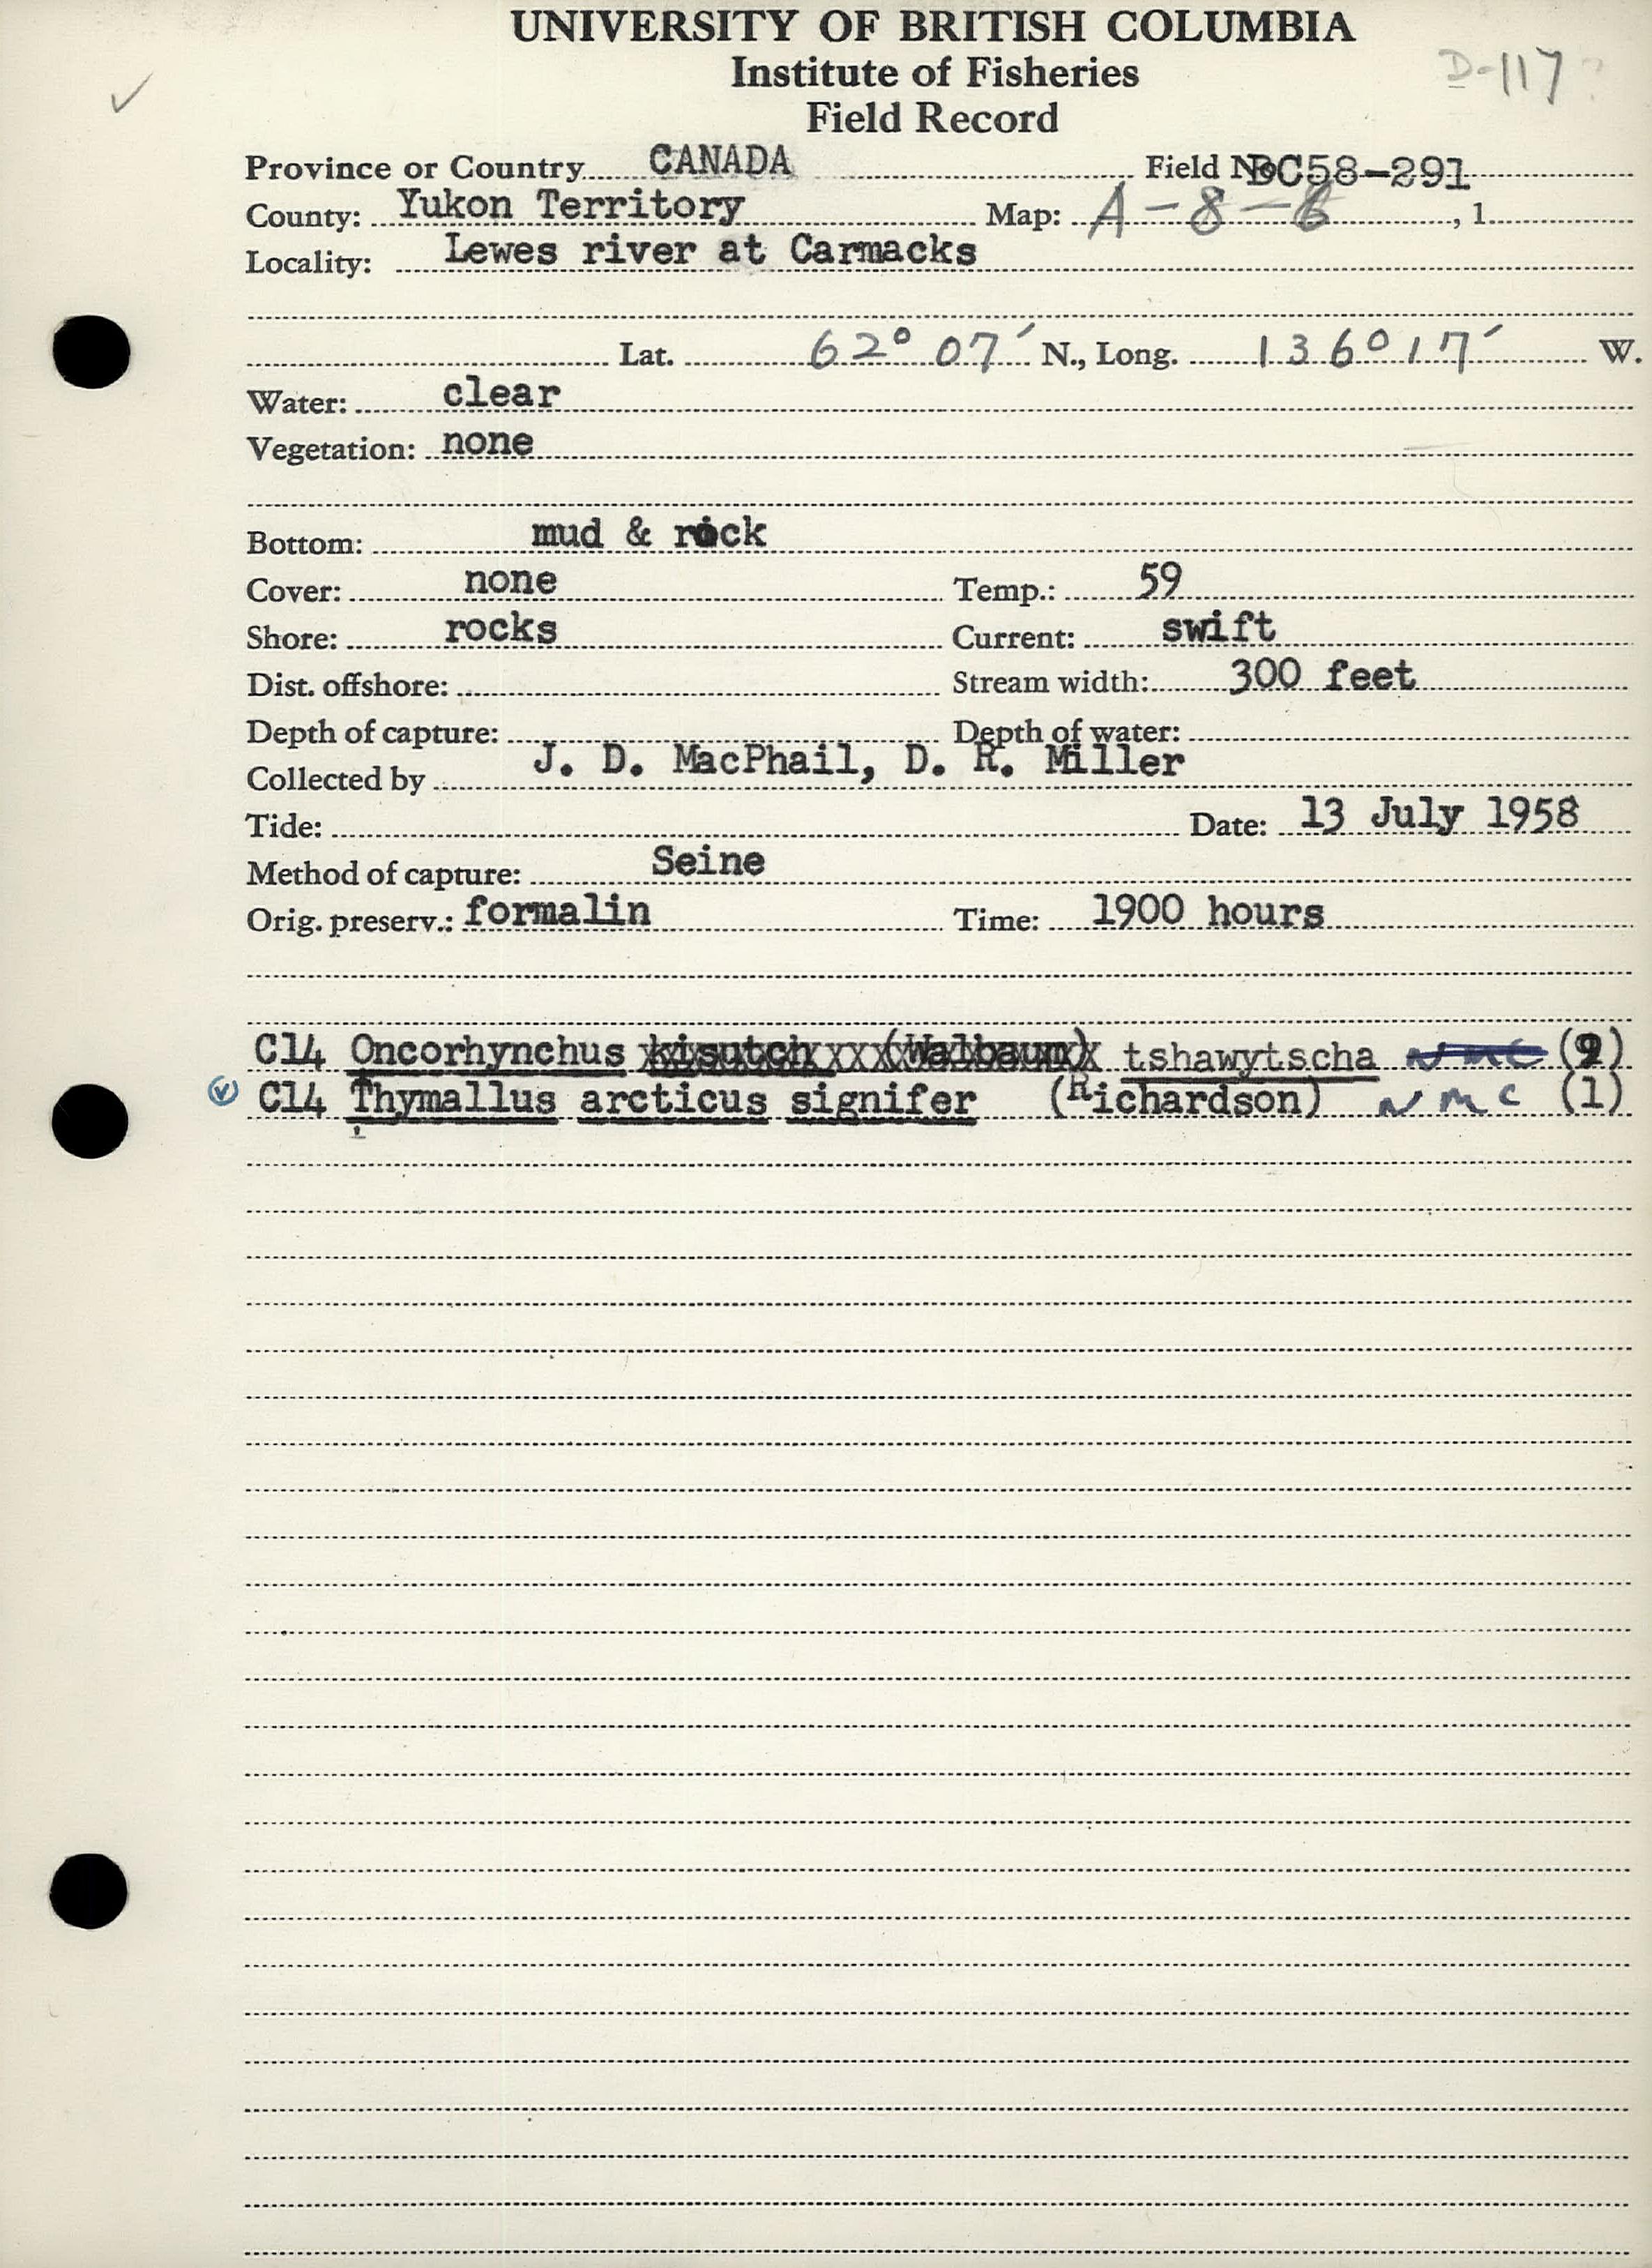 UNIVERSITY OF BRITISH COLUMBIA
D-117
Institute of Fisheries
Field Record
Province or Country CANADA Field No. BC58-291
County: Yukon Territory Map: A-8-6, 1
Locality: Lewes river at Carmacks
Lat. 62° 07′ N., Long. 136° 17′ W.
Water: clear
Vegetation: none
Bottom: mud & rock
Cover: none Temp.: 59
Shore: rocks Current: swift
Dist. offshore: Stream width: 300 feet
Depth of capture: Depth of water:
Collected by J. D. MacPhail, D. R. Miller
Tide: Date: 13 July 1958
Method of capture: Seine
Orig. preserv.: formalin Time: 1900 hours
C14 Oncorhynchus kisutch (Walbaum) tshawytscha NMC (9)
C14 Thymallus arcticus signifer (Richardson) NMC (1)